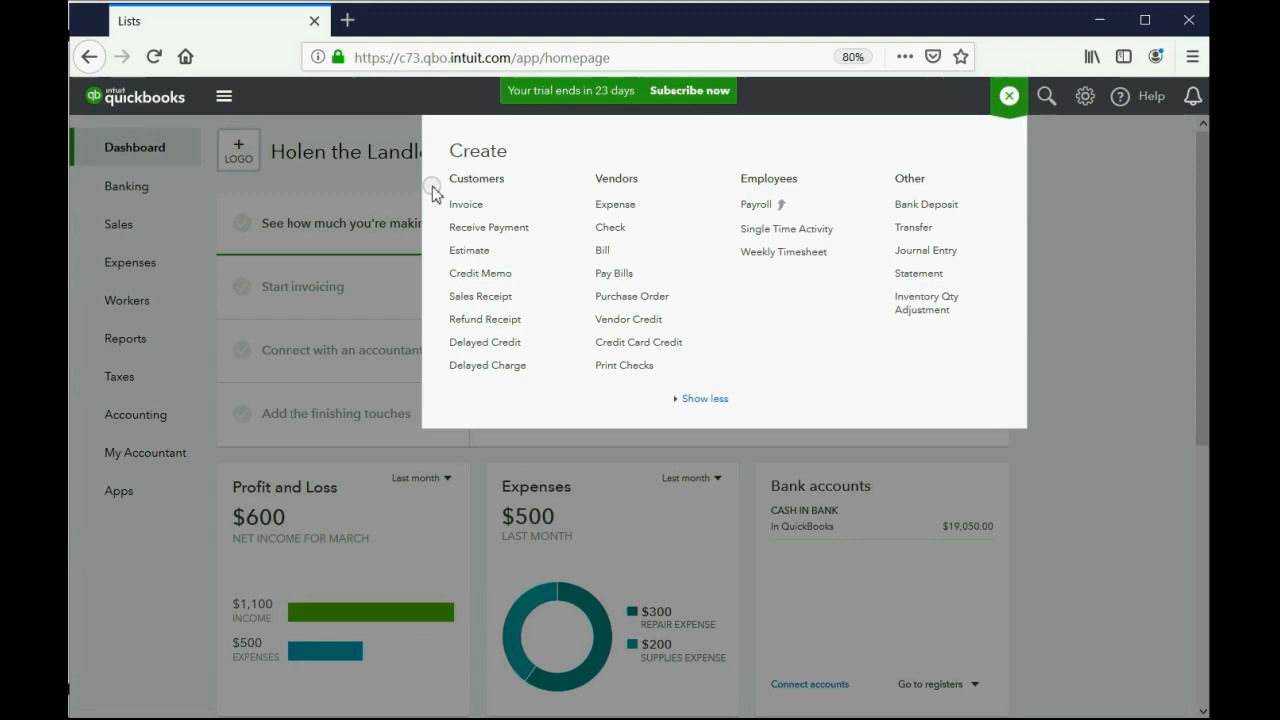 Lists
https://c73.qbo.intuit.com/app/homepage
80%
qb intuit quickbooks
Your trial ends in 23 days Subscribe now
Help
Dashboard
Banking
Sales
Expenses
Workers
Reports
Taxes
Accounting
My Accountant
Apps
+ LOGO
Holen the Landl
See how much you're makin
Start invoicing
Connect with an accountant
Add the finishing touches
Create
Customers
Invoice
Receive Payment
Estimate
Credit Memo
Sales Receipt
Refund Receipt
Delayed Credit
Delayed Charge
Vendors
Expense
Check
Bill
Pay Bills
Purchase Order
Vendor Credit
Credit Card Credit
Print Checks
Employees
Payroll
Single Time Activity
Weekly Timesheet
Other
Bank Deposit
Transfer
Journal Entry
Statement
Inventory Qty
Adjustment
Show less
Profit and Loss
Last month
$600
NET INCOME FOR MARCH
$1,100
INCOME
$500
EXPENSES
Expenses
Last month
$500
LAST MONTH
$300
REPAIR EXPENSE
$200
SUPPLIES EXPENSE
Bank accounts
CASH IN BANK
In QuickBooks $19,050.00
Connect accounts
Go to registers